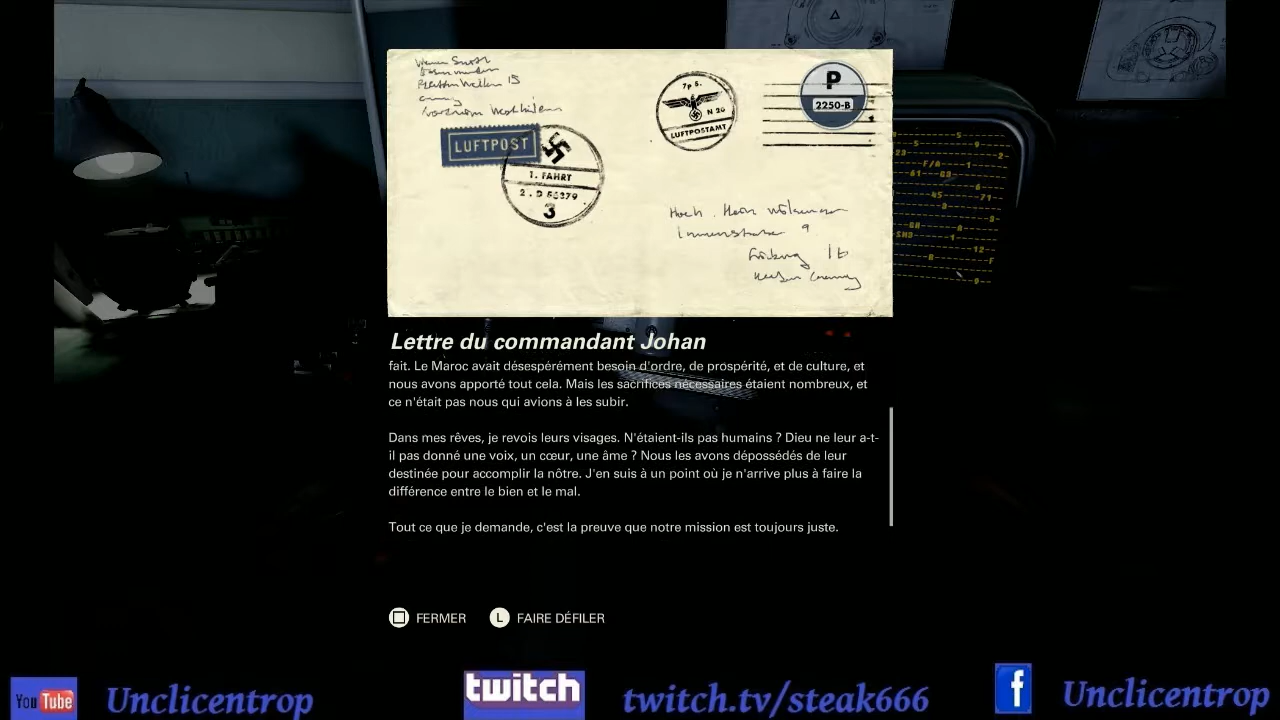 LUFTPOST
1. FAHRT
3
N 20
LUFTPOSTAMT
P
2250-B
Lettre du commandant Johan
fait. Le Maroc avait désespérément besoin d'ordre, de prospérité, et de culture, et
nous avons apporté tout cela. Mais les sacrifices nécessaires étaient nombreux, et
ce n'était pas nous qui avions à les subir.
Dans mes rêves, je revois leurs visages. N'étaient-ils pas humains ? Dieu ne leur a-t-
il pas donné une voix, un cœur, une âme ? Nous les avons dépossédés de leur
destinée pour accomplir la nôtre. J'en suis à un point où je n'arrive plus à faire la
différence entre le bien et le mal.
Tout ce que je demande, c'est la preuve que notre mission est toujours juste.
FERMER
L FAIRE DÉFILER
YouTube Unclicentrop
twitch twitch.tv/steak666
f Unclicentrop